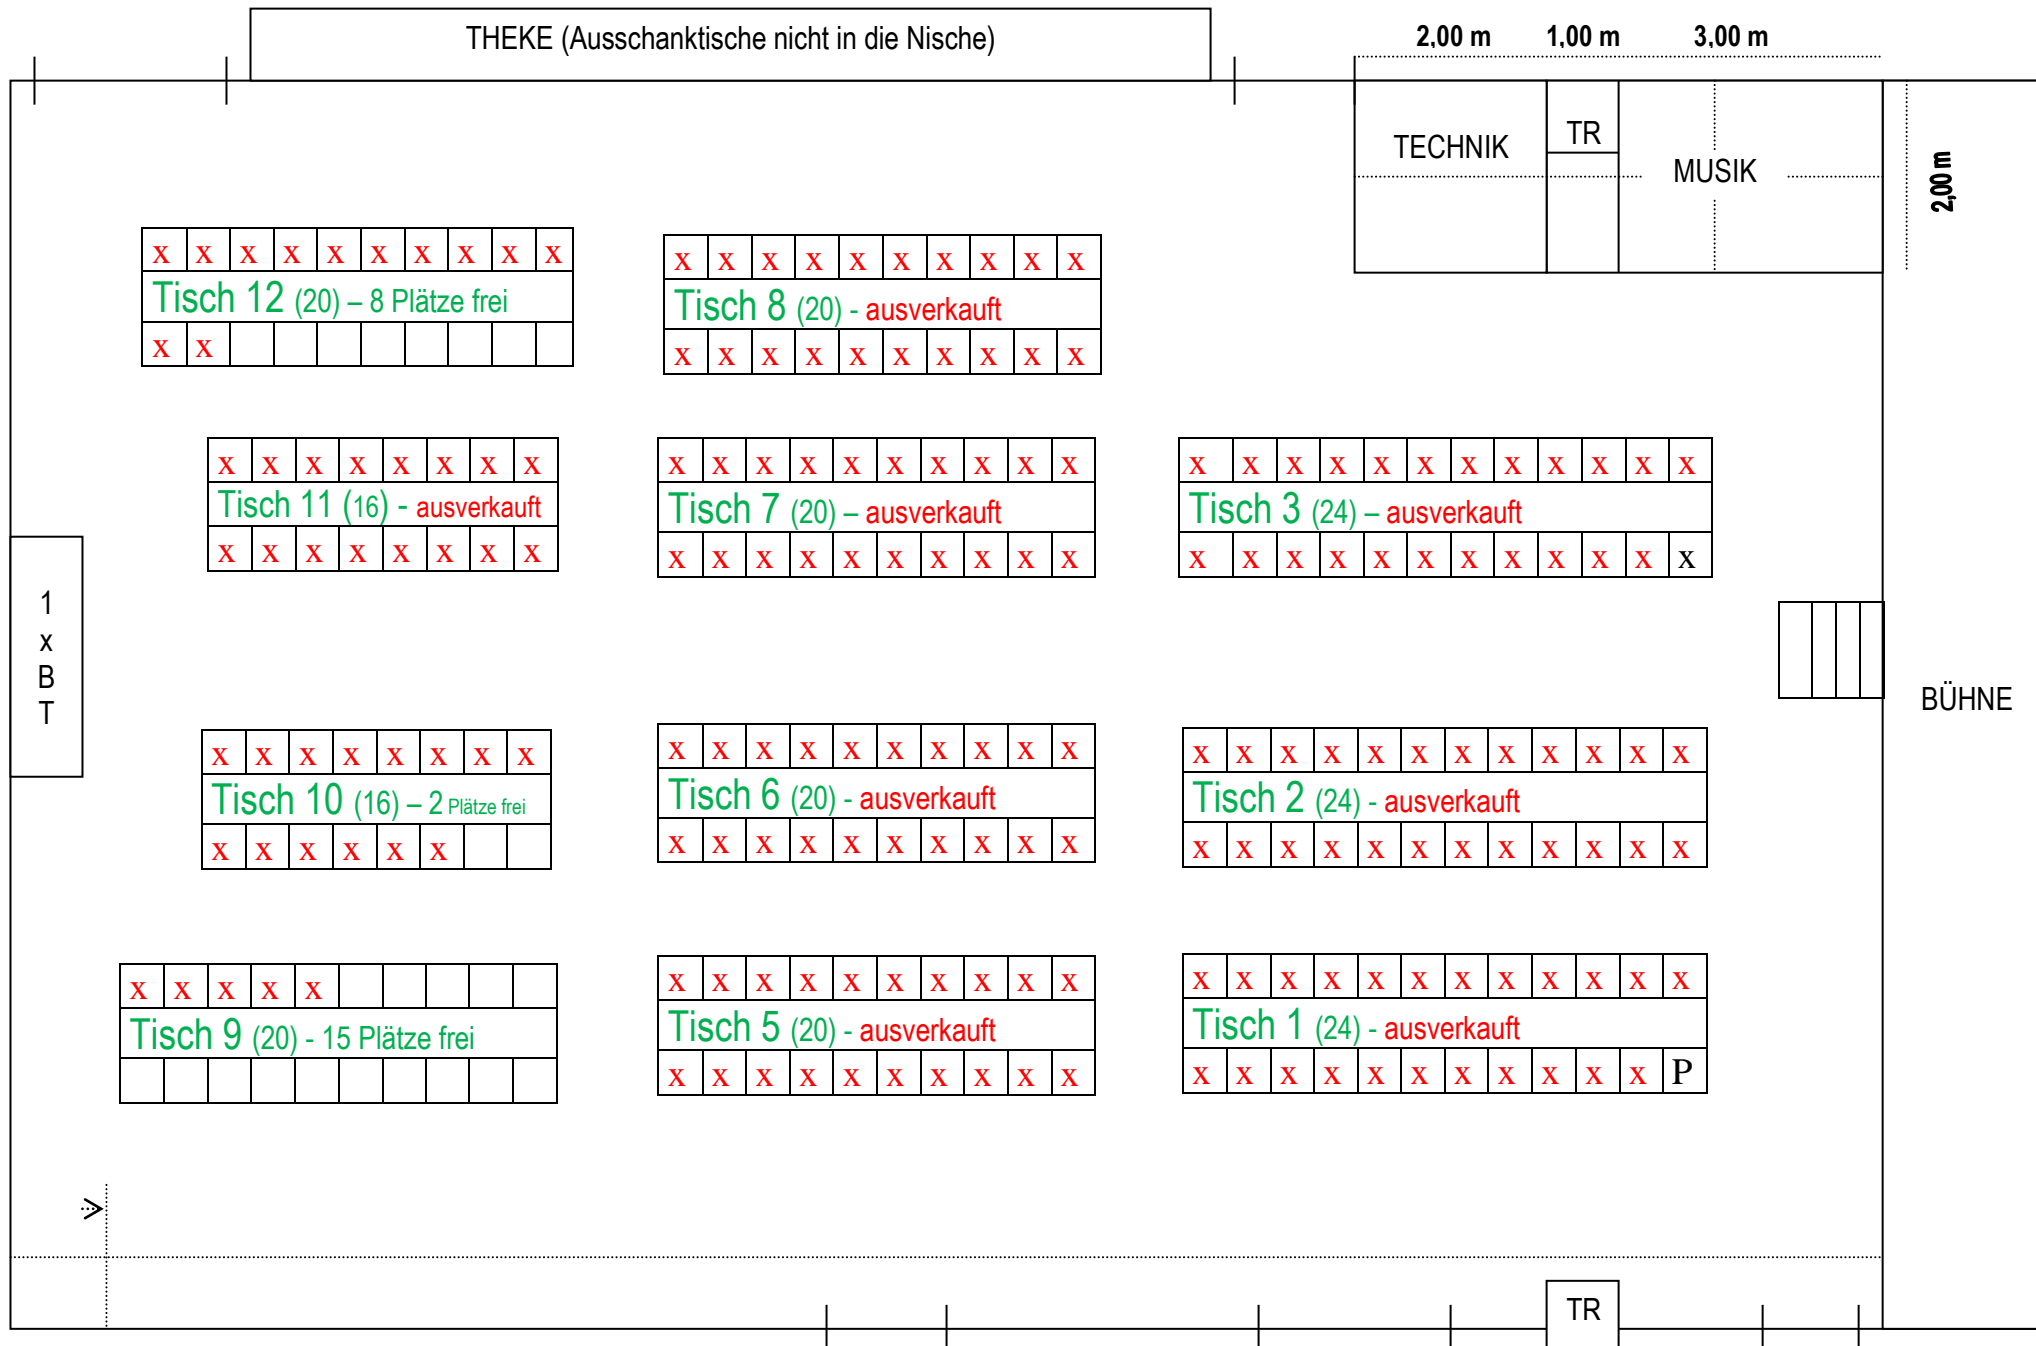 THEKE (Ausschanktische nicht in die Nische)
2,00 m 1,00 m 3,00 m
TECHNIK
TR
MUSIK
2,00 m
x x x x x x x x x x
Tisch 12 (20) – 8 Plätze frei
x x
x x x x x x x x x x
Tisch 8 (20) - ausverkauft
x x x x x x x x x x
x x x x x x x x
Tisch 11 (16) - ausverkauft
x x x x x x x x
x x x x x x x x x x
Tisch 7 (20) – ausverkauft
x x x x x x x x x x
x x x x x x x x x x x x
Tisch 3 (24) – ausverkauft
x x x x x x x x x x x x
1
x
B
T
BÜHNE
x x x x x x x x
Tisch 10 (16) – 2 Plätze frei
x x x x x x
x x x x x x x x x x
Tisch 6 (20) - ausverkauft
x x x x x x x x x x
x x x x x x x x x x x x
Tisch 2 (24) - ausverkauft
x x x x x x x x x x x x
x x x x x
Tisch 9 (20) - 15 Plätze frei
x x x x x x x x x x
Tisch 5 (20) - ausverkauft
x x x x x x x x x x
x x x x x x x x x x x x
Tisch 1 (24) - ausverkauft
x x x x x x x x x x x P
TR